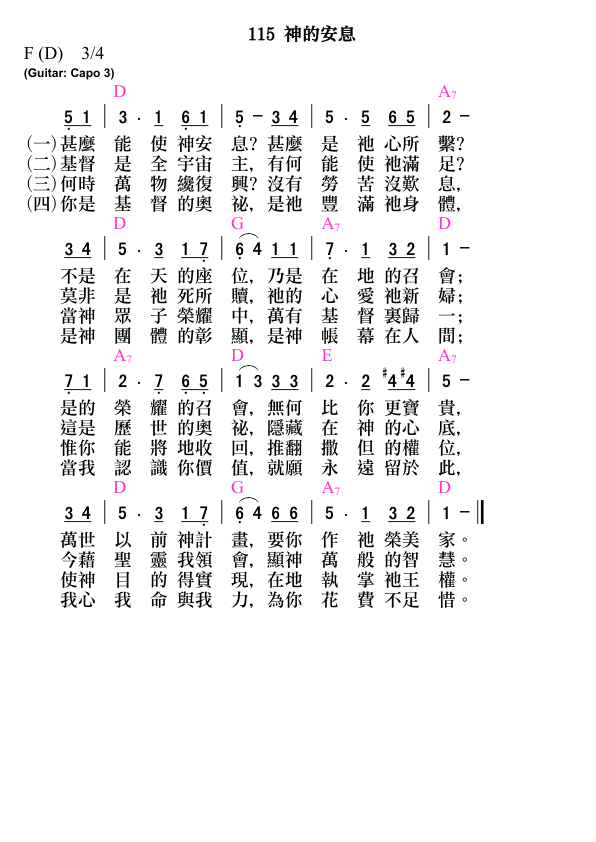 115 神的安息
F (D) 3/4
(Guitar: Capo 3)
D A7
5 1 | 3 . 1 6 1 | 5 - 3 4 | 5 . 5 6 5 | 2 -
(一)甚麼 能 使 神安 息？甚麼 是 祂 心所 繫？
(二)基督 是 全 宇宙 主，有何 能 使 祂滿 足？
(三)何時 萬 物 纔復 興？沒有 勞 苦 沒歎 息，
(四)你是 基 督 的奧 祕，是祂 豐 滿 祂身 體，
D G A7 D
3 4 | 5 . 3 1 7 | 6 4 1 1 | 7 . 1 3 2 | 1 -
不是 在 天 的座 位，乃是 在 地 的召 會；
莫非 是 祂 死所 贖，祂的 心 愛 祂新 婦；
當神 眾 子 榮耀 中，萬有 基 督 裏歸 一；
是神 團 體 的彰 顯，是神 帳 幕 在人 間；
A7 D E A7
7 1 | 2 . 7 6 5 | 1 3 3 3 | 2 . 2 #4 #4 | 5 -
是的 榮 耀 的召 會，無何 比 你 更寶 貴，
這是 歷 世 的奧 祕，隱藏 在 神 的心 底，
惟你 能 將 地收 回，推翻 撒 但 的權 位，
當我 認 識 你價 值，就願 永 遠 留於 此，
D G A7 D
3 4 | 5 . 3 1 7 | 6 4 6 6 | 5 . 1 3 2 | 1 - ||
萬世 以 前 神計 畫，要你 作 祂 榮美 家。
今藉 聖 靈 我領 會，顯神 萬 般 的智 慧。
使神 目 的 得實 現，在地 執 掌 祂王 權。
我心 我 命 與我 力，為你 花 費 不足 惜。